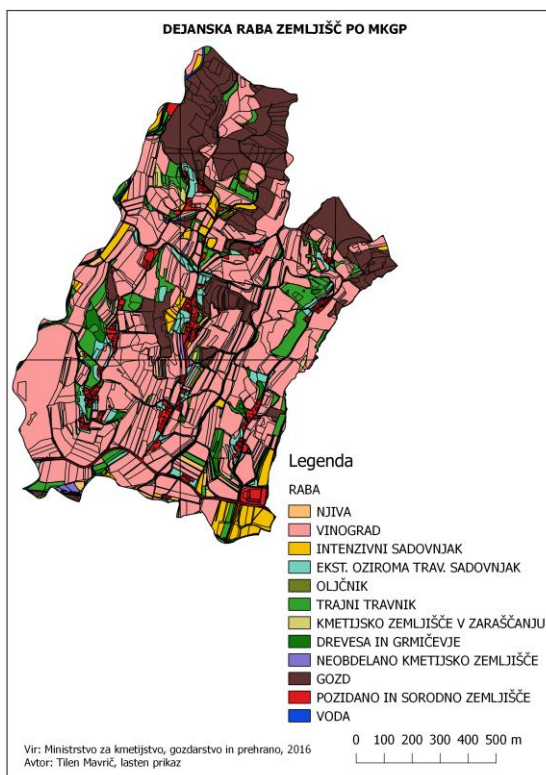 DEJANSKA RABA ZEMLJIŠČ PO MKGP
Legenda
RABA
NJIVA
VINOGRAD
INTENZIVNI SADOVNJAK
EKST. OZIROMA TRAV. SADOVNJAK
OLJČNIK
TRAJNI TRAVNIK
KMETIJSKO ZEMLJIŠČE V ZARAŠČANJU
DREVESA IN GRMIČEVJE
NEOBDELANO KMETIJSKO ZEMLJIŠČE
GOZD
POZIDANO IN SORODNO ZEMLJIŠČE
VODA
0 100 200 300 400 500 m
Vir: Ministrstvo za kmetijstvo, gozdarstvo in prehrano, 2016
Avtor: Tilen Mavrič, lasten prikaz